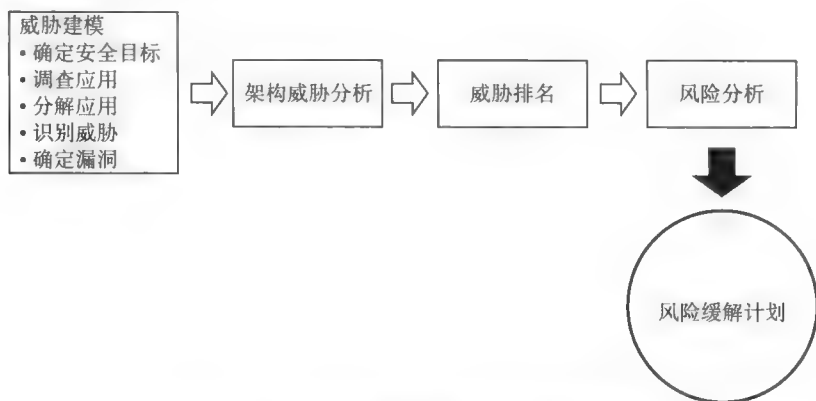 威胁建模
• 确定安全目标
• 调查应用
• 分解应用
• 识别威胁
• 确定漏洞
架构威胁分析
威胁排名
风险分析
风险缓解计划